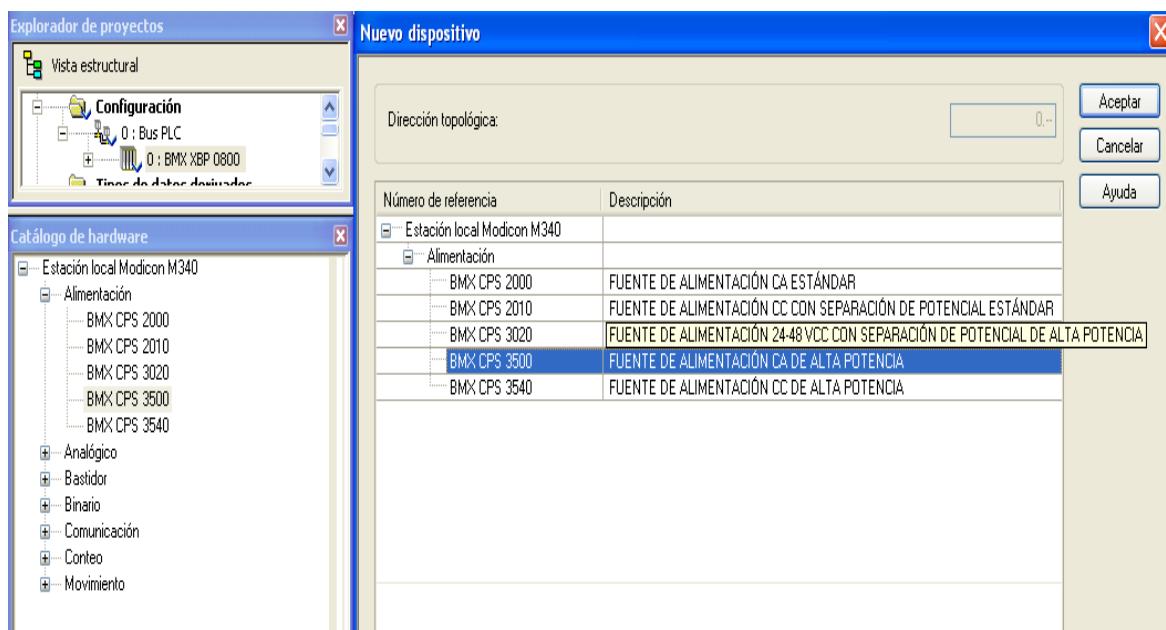 Explorador de proyectos
Vista estructural
Configuración
0 : Bus PLC
0 : BMX XBP 0800
Tipos de datos derivados
Catálogo de hardware
Estación local Modicon M340
Alimentación
BMX CPS 2000
BMX CPS 2010
BMX CPS 3020
BMX CPS 3500
BMX CPS 3540
Analógico
Bastidor
Binario
Comunicación
Conteo
Movimiento
Nuevo dispositivo
Dirección topológica:
0.--
Aceptar
Cancelar
Ayuda
Número de referencia Descripción
Estación local Modicon M340
Alimentación
BMX CPS 2000 FUENTE DE ALIMENTACIÓN CA ESTÁNDAR
BMX CPS 2010 FUENTE DE ALIMENTACIÓN CC CON SEPARACIÓN DE POTENCIAL ESTÁNDAR
BMX CPS 3020 FUENTE DE ALIMENTACIÓN 24-48 VCC CON SEPARACIÓN DE POTENCIAL DE ALTA POTENCIA
BMX CPS 3500 FUENTE DE ALIMENTACIÓN CA DE ALTA POTENCIA
BMX CPS 3540 FUENTE DE ALIMENTACIÓN CC DE ALTA POTENCIA